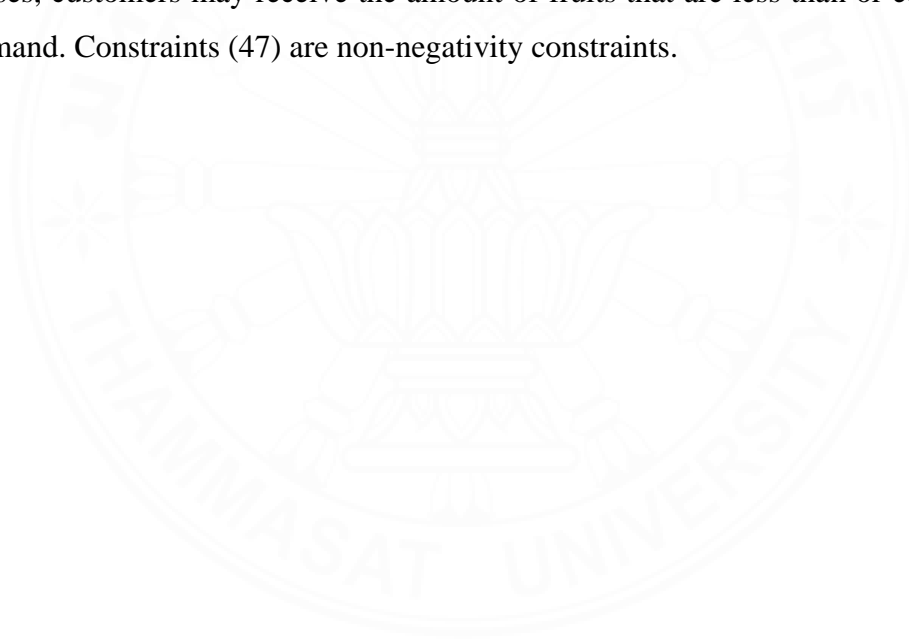 customers may receive the amount of fruits that are less than or
mand. Constraints (47) are non-negativity constraints.
THAMMASAT UNIVERSITY